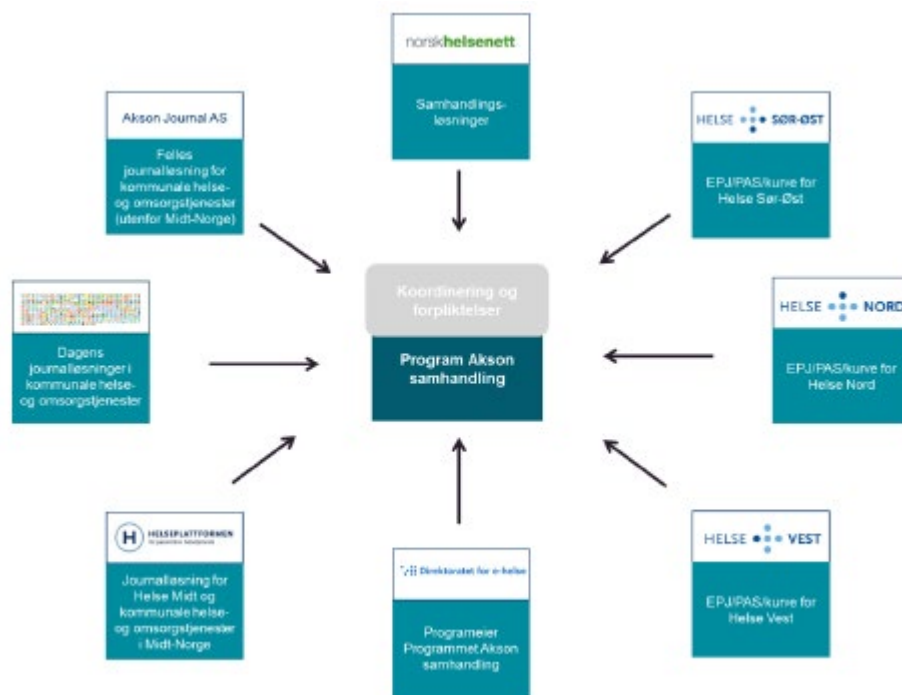 norskhelsenett
Samhandlings-
løsninger
Akson Journal AS
Felles
journalløsning for
kommunale helse-
og omsorgstjenester
(utenfor Midt-Norge)
HELSE SØR-ØST
EPJ/PAS/kurve for
Helse Sør-Øst
Koordinering og
forpliktelser
Program Akson
samhandling
Dagens
journalløsninger i
kommunale helse-
og omsorgstjenester
HELSE NORD
EPJ/PAS/kurve for
Helse Nord
H HELSEPLATTFORMEN
Journalløsning for
Helse Midt og
kommunale helse-
og omsorgstjenester
i Midt-Norge
Direktoratet for e-helse
Programeier
Programmet Akson
samhandling
HELSE VEST
EPJ/PAS/kurve for
Helse Vest